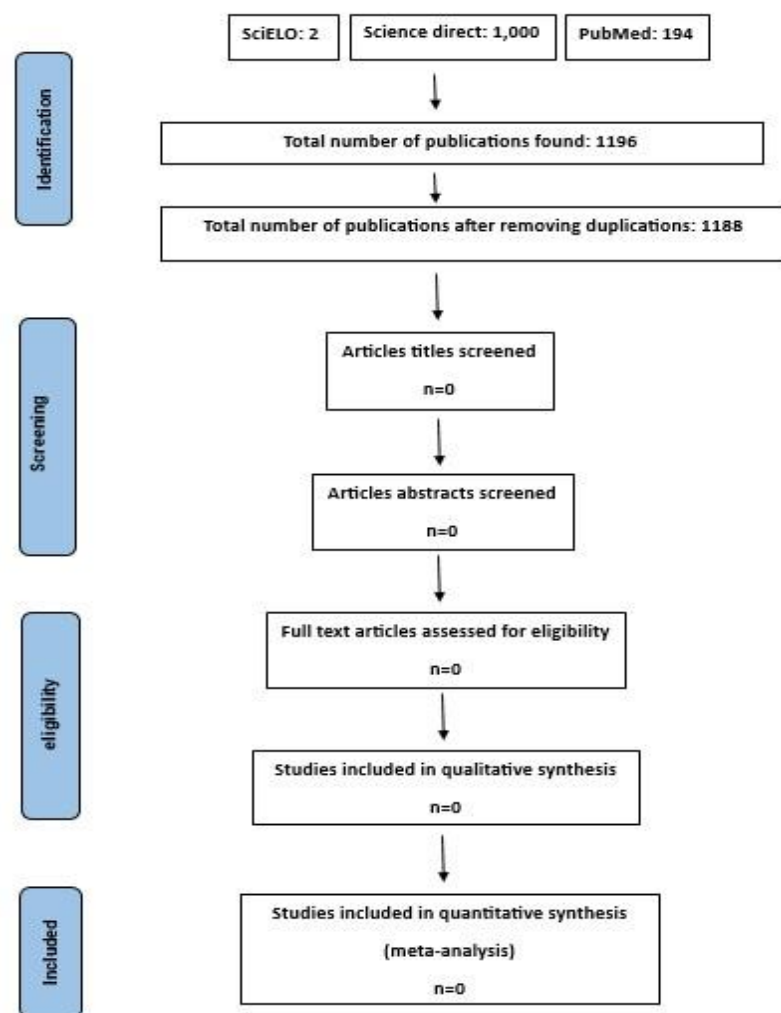 SciELO: 2
Science direct: 1,000
PubMed: 194
Identification
Total number of publications found: 1196
Total number of publications after removing duplications: 1188
Screening
Articles titles screened
n=0
Articles abstracts screened
n=0
eligibility
Full text articles assessed for eligibility
n=0
Studies included in qualitative synthesis
n=0
Included
Studies included in quantitative synthesis
(meta-analysis)
n=0